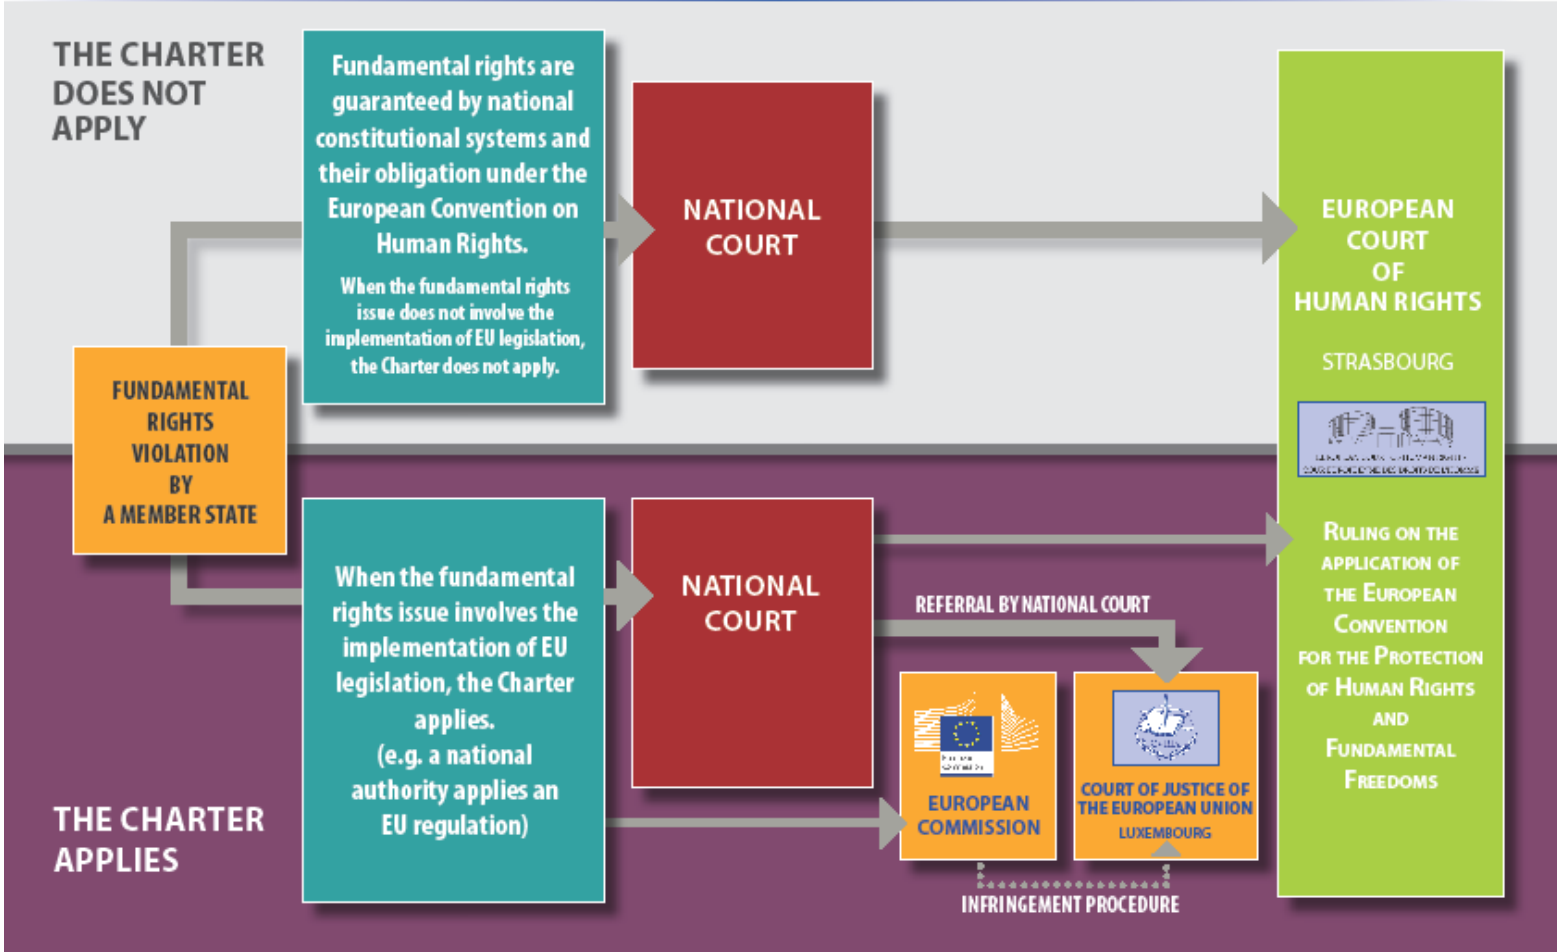 THE CHARTER
DOES NOT
APPLY
Fundamental rights are
guaranteed by national
constitutional systems and
their obligation under the
European Convention on
Human Rights.
When the fundamental rights
issue does not involve the
implementation of EU legislation,
the Charter does not apply.
NATIONAL
COURT
EUROPEAN
COURT
OF
HUMAN RIGHTS
STRASBOURG
RULING ON THE
APPLICATION OF
THE EUROPEAN
CONVENTION
FOR THE PROTECTION
OF HUMAN RIGHTS
AND
FUNDAMENTAL
FREEDOMS
FUNDAMENTAL
RIGHTS
VIOLATION
BY
A MEMBER STATE
When the fundamental
rights issue involves the
implementation of EU
legislation, the Charter
applies.
(e.g. a national
authority applies an
EU regulation)
NATIONAL
COURT
REFERRAL BY NATIONAL COURT
EUROPEAN
COMMISSION
COURT OF JUSTICE OF
THE EUROPEAN UNION
LUXEMBOURG
INFRINGEMENT PROCEDURE
THE CHARTER
APPLIES